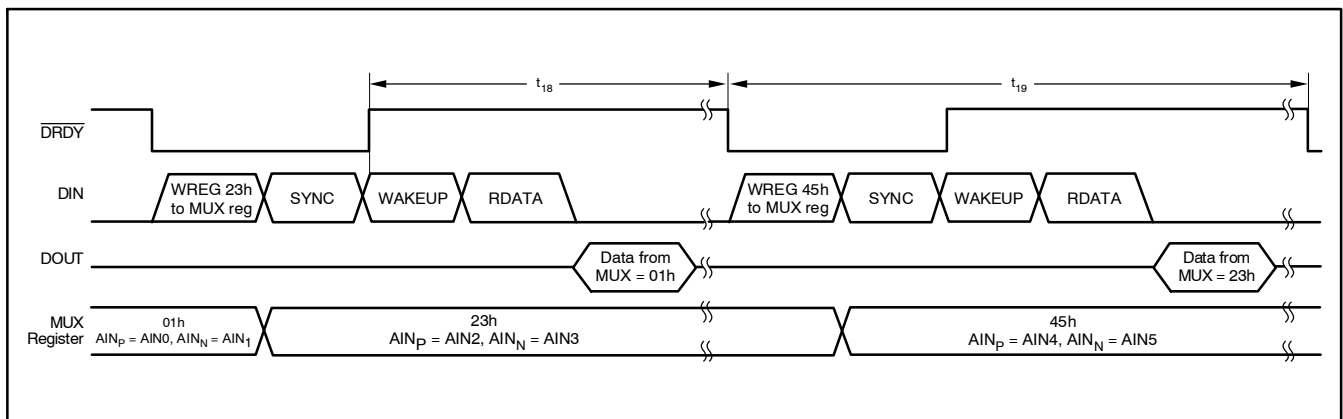 t18
t19
DRDY
DIN
WREG 23h
to MUX reg
SYNC
WAKEUP
RDATA
WREG 45h
to MUX reg
SYNC
WAKEUP
RDATA
DOUT
Data from
MUX = 01h
Data from
MUX = 23h
MUX
Register
01h
AINP = AIN0, AINN = AIN1
23h
AINP = AIN2, AINN = AIN3
45h
AINP = AIN4, AINN = AIN5